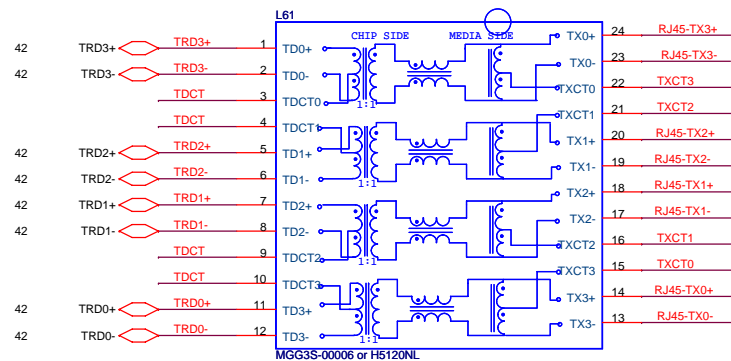 L61
CHIP SIDE MEDIA SIDE
42 TRD3+ TRD3+ 1 TD0+ TX0+ 24 RJ45-TX3+
42 TRD3- TRD3- 2 TD0- TX0- 23 RJ45-TX3-
TDCT 3 TDCT0 TXCT0 22 TXCT3
1:1
TDCT 4 TDCT1 TXCT1 21 TXCT2
42 TRD2+ TRD2+ 5 TD1+ TX1+ 20 RJ45-TX2+
42 TRD2- TRD2- 6 TD1- TX1- 19 RJ45-TX2-
1:1
42 TRD1+ TRD1+ 7 TD2+ TX2+ 18 RJ45-TX1+
42 TRD1- TRD1- 8 TD2- TX2- 17 RJ45-TX1-
TDCT 9 TDCT2 TXCT2 16 TXCT1
1:1
TDCT 10 TDCT3 TXCT3 15 TXCT0
42 TRD0+ TRD0+ 11 TD3+ TX3+ 14 RJ45-TX0+
42 TRD0- TRD0- 12 TD3- TX3- 13 RJ45-TX0-
1:1
MGG3S-00006 or H5120NL